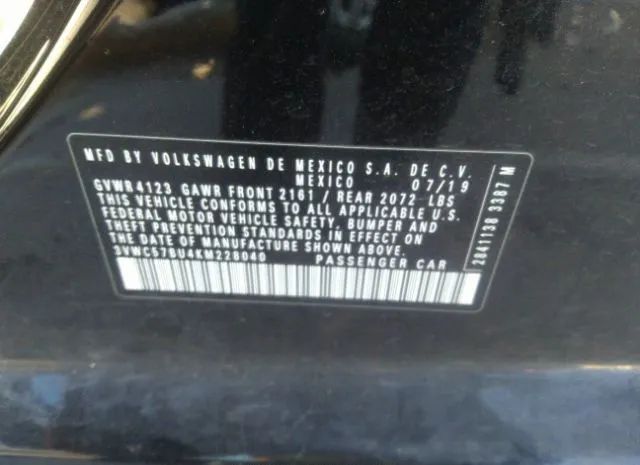 MFD BY VOLKSWAGEN DE MEXICO S.A. DE C.V.
MEXICO 07/19
GVWR 4123 GAWR FRONT 2161 / REAR 2072 LBS
THIS VEHICLE CONFORMS TO ALL APPLICABLE U.S.
FEDERAL MOTOR VEHICLE SAFETY, BUMPER AND
THEFT PREVENTION STANDARDS IN EFFECT ON
THE DATE OF MANUFACTURE SHOWN ABOVE.
3VWC57BU4KM228040 PASSENGER CAR
2841130 3387 M